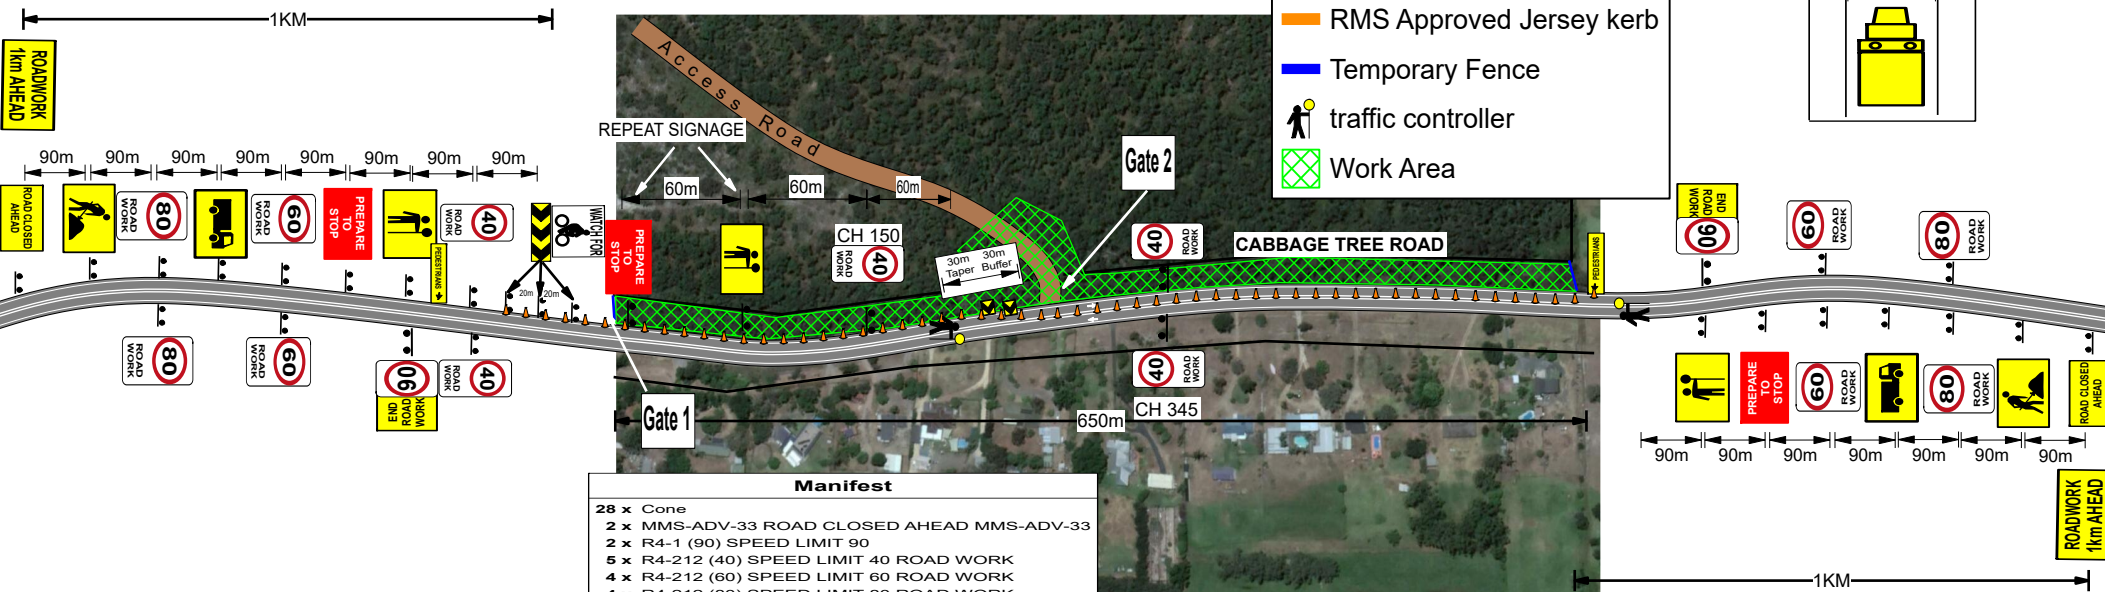 1KM
ROADWORK
1km AHEAD
90m 90m 90m 90m 90m 90m 90m 90m
ROAD CLOSED
AHEAD
80
ROAD
WORK
60
ROAD
WORK
PREPARE
TO
STOP
40
ROAD
WORK
PEDESTRIANS
WATCH FOR
20m 20m
80
ROAD
WORK
60
ROAD
WORK
90
END
ROAD
WORK
40
ROAD
WORK
REPEAT SIGNAGE
60m 60m 60m
PREPARE
TO
STOP
Access Road
CH 150
40
ROAD
WORK
30m 30m
Taper Buffer
Gate 2
Gate 1
40
ROAD
WORK
CABBAGE TREE ROAD
40
ROAD
WORK
CH 345
650m
RMS Approved Jersey kerb
Temporary Fence
traffic controller
Work Area
PEDESTRIANS
END
ROAD
WORK
90
60
ROAD
WORK
80
ROAD
WORK
PREPARE
TO
STOP
60
ROAD
WORK
80
ROAD
WORK
ROAD CLOSED
AHEAD
90m 90m 90m 90m 90m 90m 90m
ROADWORK
1km AHEAD
1KM
Manifest
28 x Cone
2 x MMS-ADV-33 ROAD CLOSED AHEAD MMS-ADV-33
2 x R4-1 (90) SPEED LIMIT 90
5 x R4-212 (40) SPEED LIMIT 40 ROAD WORK
4 x R4-212 (60) SPEED LIMIT 60 ROAD WORK